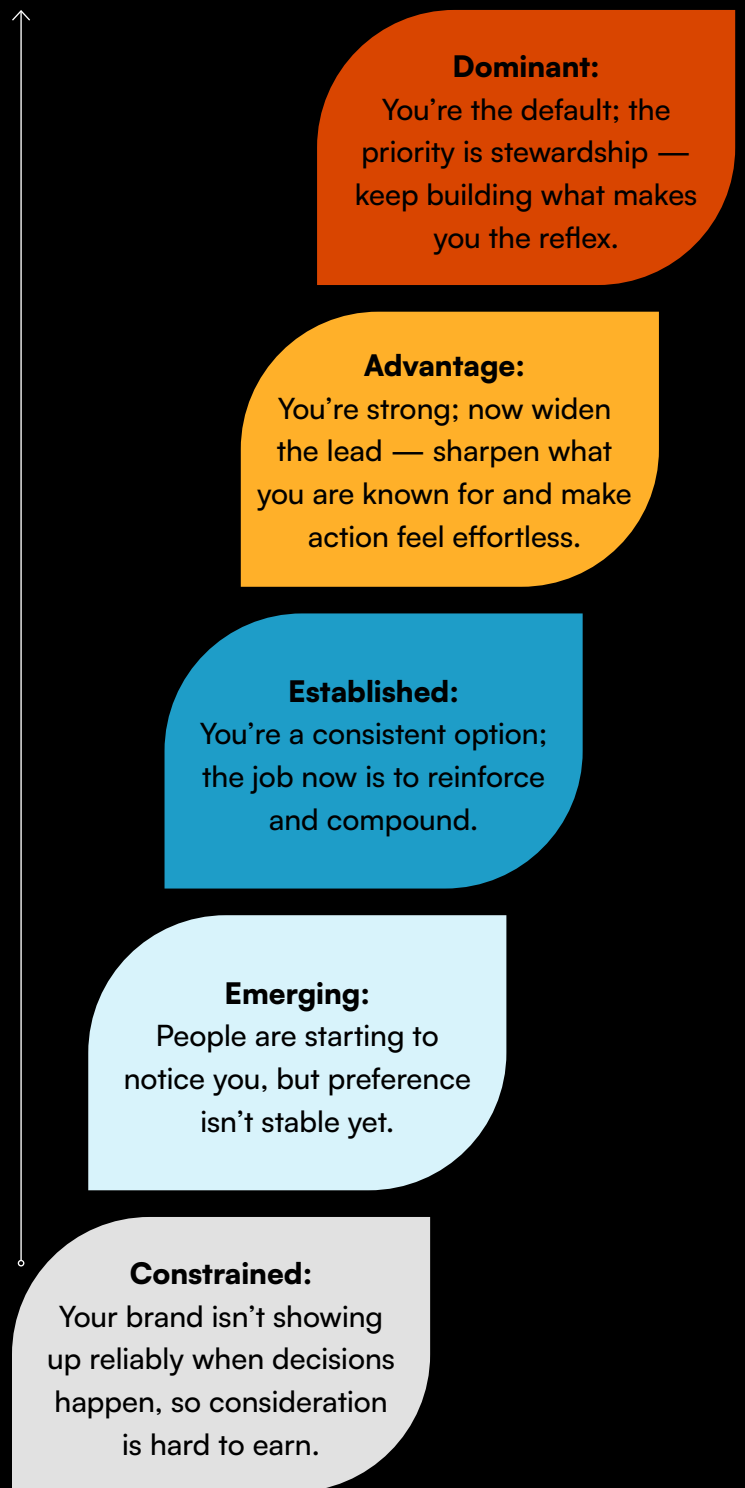 Dominant:
You’re the default; the
priority is stewardship —
keep building what makes
you the reflex.
Advantage:
You’re strong; now widen
the lead — sharpen what
you are known for and make
action feel effortless.
Established:
You’re a consistent option;
the job now is to reinforce
and compound.
Emerging:
People are starting to
notice you, but preference
isn’t stable yet.
Constrained:
Your brand isn’t showing
up reliably when decisions
happen, so consideration
is hard to earn.